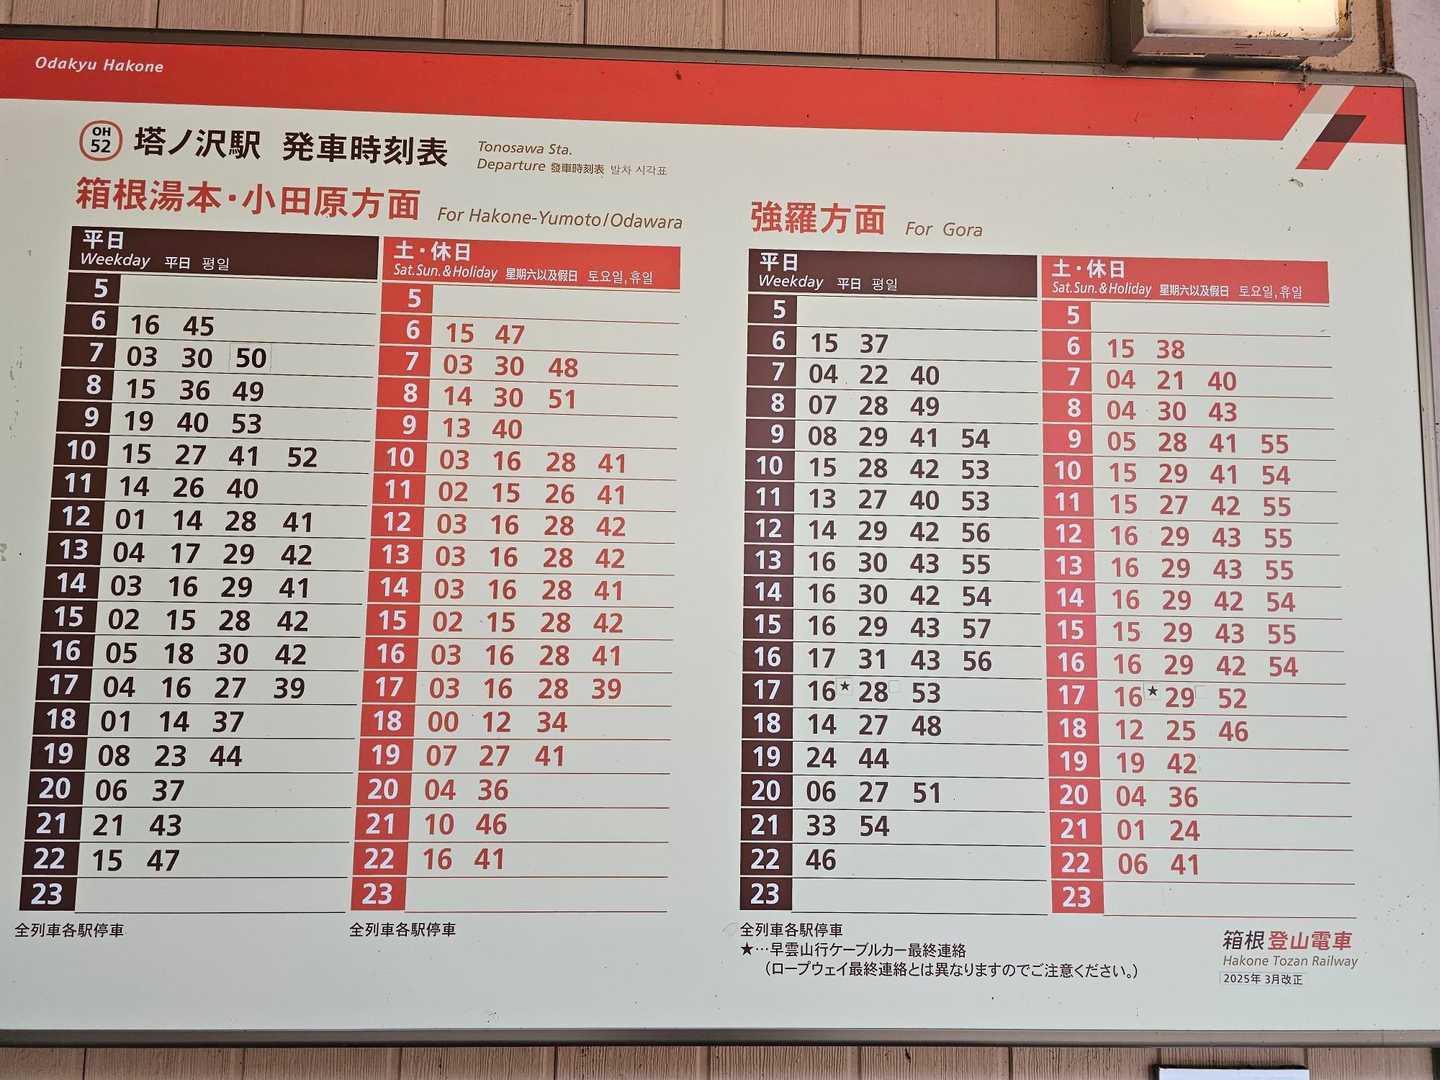 Odakyu Hakone
OH 52 塔ノ沢駅 発車時刻表 Tonosawa Sta.
Departure 發車時刻表 발차 시각표
箱根湯本・小田原方面 For Hakone-Yumoto/Odawara
平日
Weekday 平日 평일
5
6 16 45
7 03 30 50
8 15 36 49
9 19 40 53
10 15 27 41 52
11 14 26 40
12 01 14 28 41
13 04 17 29 42
14 03 16 29 41
15 02 15 28 42
16 05 18 30 42
17 04 16 27 39
18 01 14 37
19 08 23 44
20 06 37
21 21 43
22 15 47
23
全列車各駅停車
土・休日
Sat.Sun.&Holiday 星期六以及假日 토요일,휴일
5
6 15 47
7 03 30 48
8 14 30 51
9 13 40
10 03 16 28 41
11 02 15 26 41
12 03 16 28 42
13 03 16 28 42
14 03 16 28 41
15 02 15 28 42
16 03 16 28 41
17 03 16 28 39
18 00 12 34
19 07 27 41
20 04 36
21 10 46
22 16 41
23
全列車各駅停車
強羅方面 For Gora
平日
Weekday 平日 평일
5
6 15 37
7 04 22 40
8 07 28 49
9 08 29 41 54
10 15 28 42 53
11 13 27 40 53
12 14 29 42 56
13 16 30 43 55
14 16 30 42 54
15 16 29 43 57
16 17 31 43 56
17 16 ★28 53
18 14 27 48
19 24 44
20 06 27 51
21 33 54
22 46
23
土・休日
Sat.Sun.&Holiday 星期六以及假日 토요일,휴일
5
6 15 38
7 04 21 40
8 04 30 43
9 05 28 41 55
10 15 29 41 54
11 15 27 42 55
12 16 29 43 55
13 16 29 43 55
14 16 29 42 54
15 15 29 43 55
16 16 29 42 54
17 16 ★29 52
18 12 25 46
19 19 42
20 04 36
21 01 24
22 06 41
23
全列車各駅停車
★…早雲山行ケーブルカー最終連絡
（ロープウェイ最終連絡とは異なりますのでご注意ください。）
箱根登山電車
Hakone Tozan Railway
2025年 3月改正